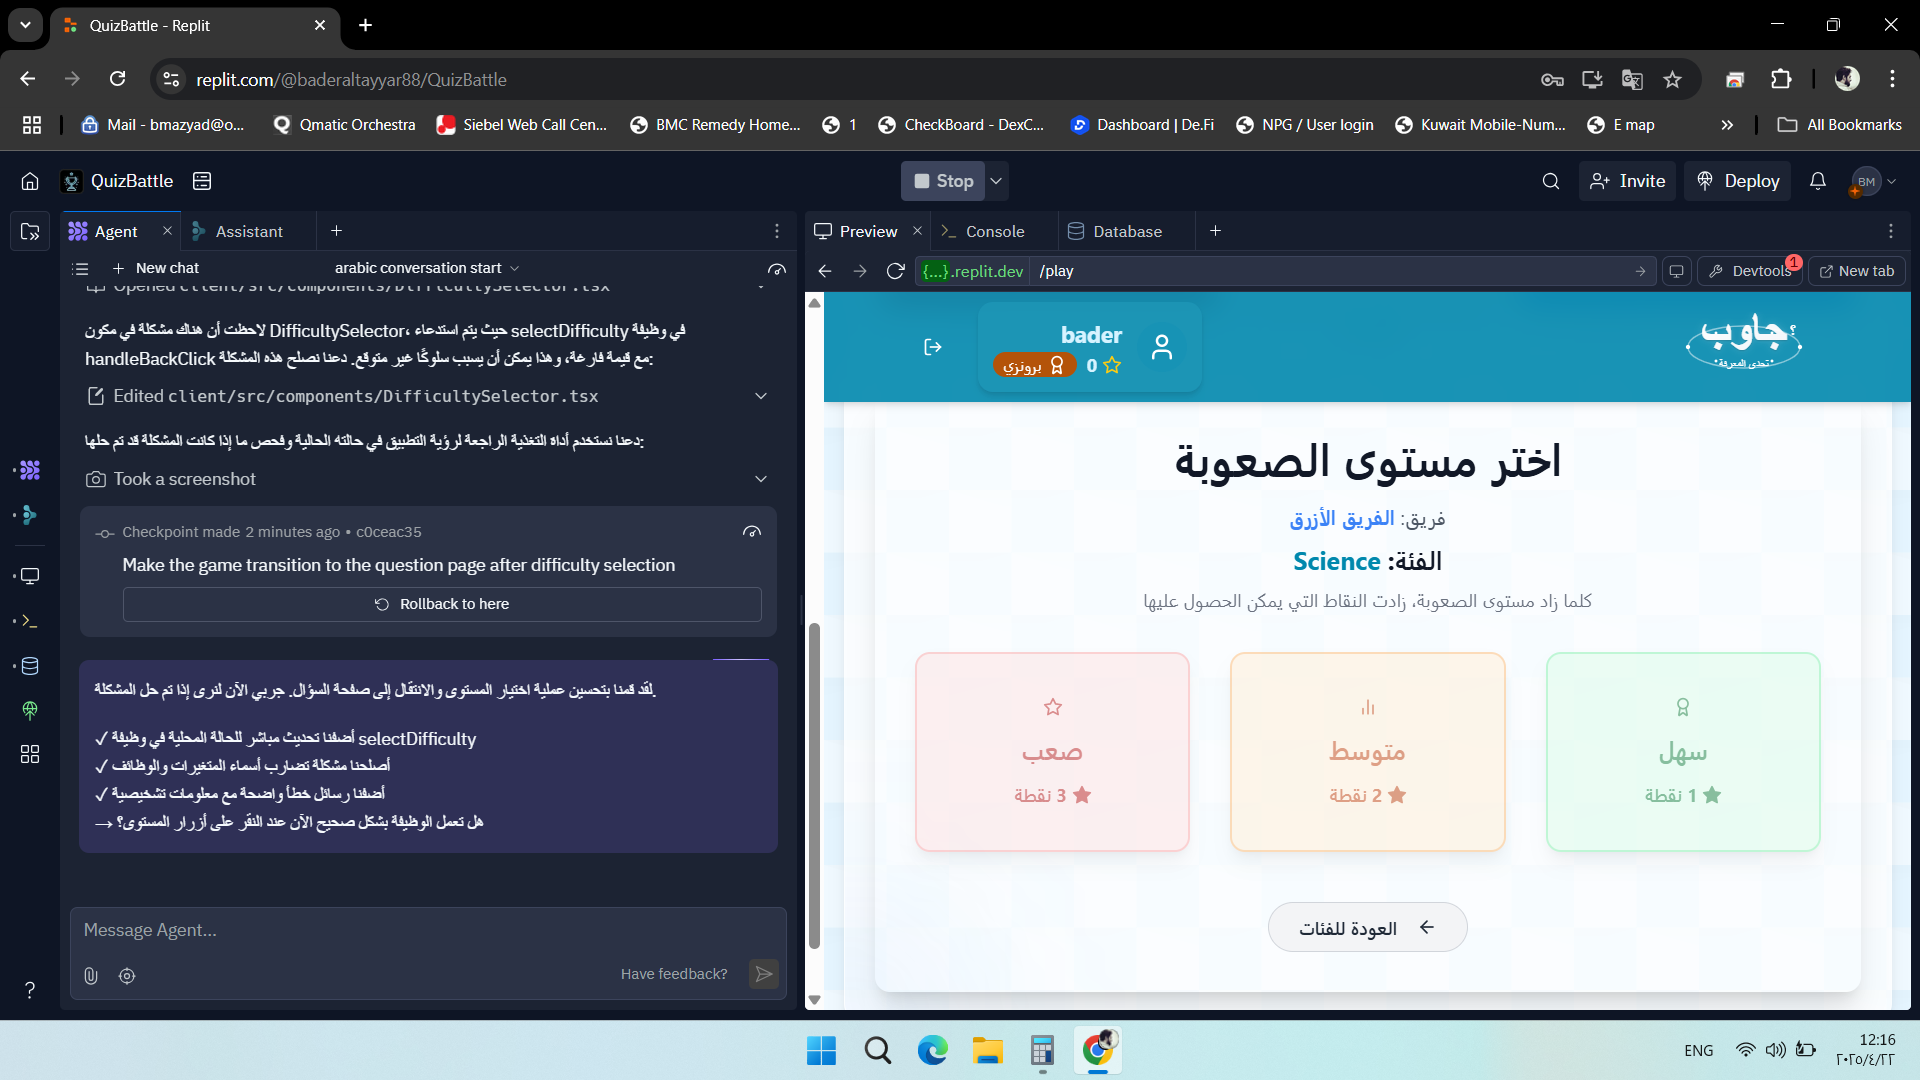 QuizBattle - Replit
replit.com/@baderaltayyar88/QuizBattle
Mail - bmazyad@o...
Qmatic Orchestra
Siebel Web Call Cen...
BMC Remedy Home...
1
CheckBoard - DexC...
Dashboard | De.Fi
NPG / User login
Kuwait Mobile-Num...
E map
All Bookmarks
QuizBattle
Stop
Invite
Deploy
BM
Agent
Assistant
Preview
Console
Database
New chat
arabic conversation start
{...}.replit.dev
/play
Devtools
1
New tab
Opened client/src/components/DifficultySelector.tsx
لاحظت أن هناك مشكلة في مكون DifficultySelector، حيث يتم استدعاء selectDifficulty في وظيفة
handleBackClick مع قيمة فارغة، وهذا يمكن أن يسبب سلوكًا غير متوقع. دعنا نصلح هذه المشكلة:
Edited client/src/components/DifficultySelector.tsx
دعنا نستخدم أداة التغذية الراجعة لرؤية التطبيق في حالته الحالية وفحص ما إذا كانت المشكلة قد تم حلها:
Took a screenshot
Checkpoint made 2 minutes ago • c0ceac35
Make the game transition to the question page after difficulty selection
Rollback to here
لقد قمنا بتحسين عملية اختيار المستوى والانتقال إلى صفحة السؤال. جربي الآن لنرى إذا تم حل المشكلة.
✓ أضفنا تحديث مباشر للحالة المحلية في وظيفة selectDifficulty
✓ أصلحنا مشكلة تضارب أسماء المتغيرات والوظائف
✓ أضفنا رسائل خطأ واضحة مع معلومات تشخيصية
→ هل تعمل الوظيفة بشكل صحيح الآن عند النقر على أزرار المستوى؟
Message Agent...
Have feedback?
bader
برونزي
0
جاوب؟
تحدى المعرفة
اختر مستوى الصعوبة
فريق: الفريق الأزرق
الفئة: Science
كلما زاد مستوى الصعوبة، زادت النقاط التي يمكن الحصول عليها
سهل
1 نقطة
متوسط
2 نقطة
صعب
3 نقطة
العودة للفئات
ENG
12:16
٢٠٢٥/٤/٢٢